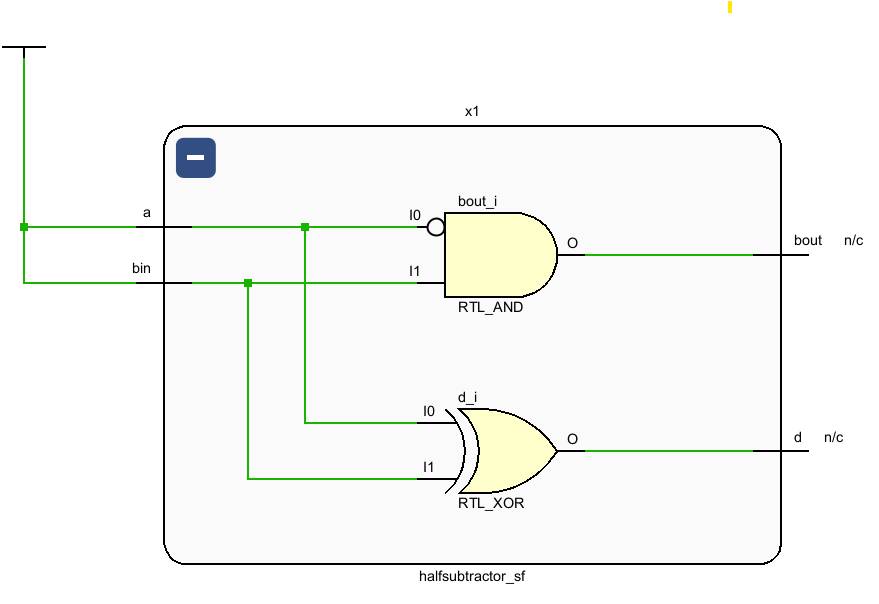 x1
a
bin
I0
bout_i
I1
O
RTL_AND
bout
n/c
I0
d_i
I1
O
RTL_XOR
d
n/c
halfsubtractor_sf